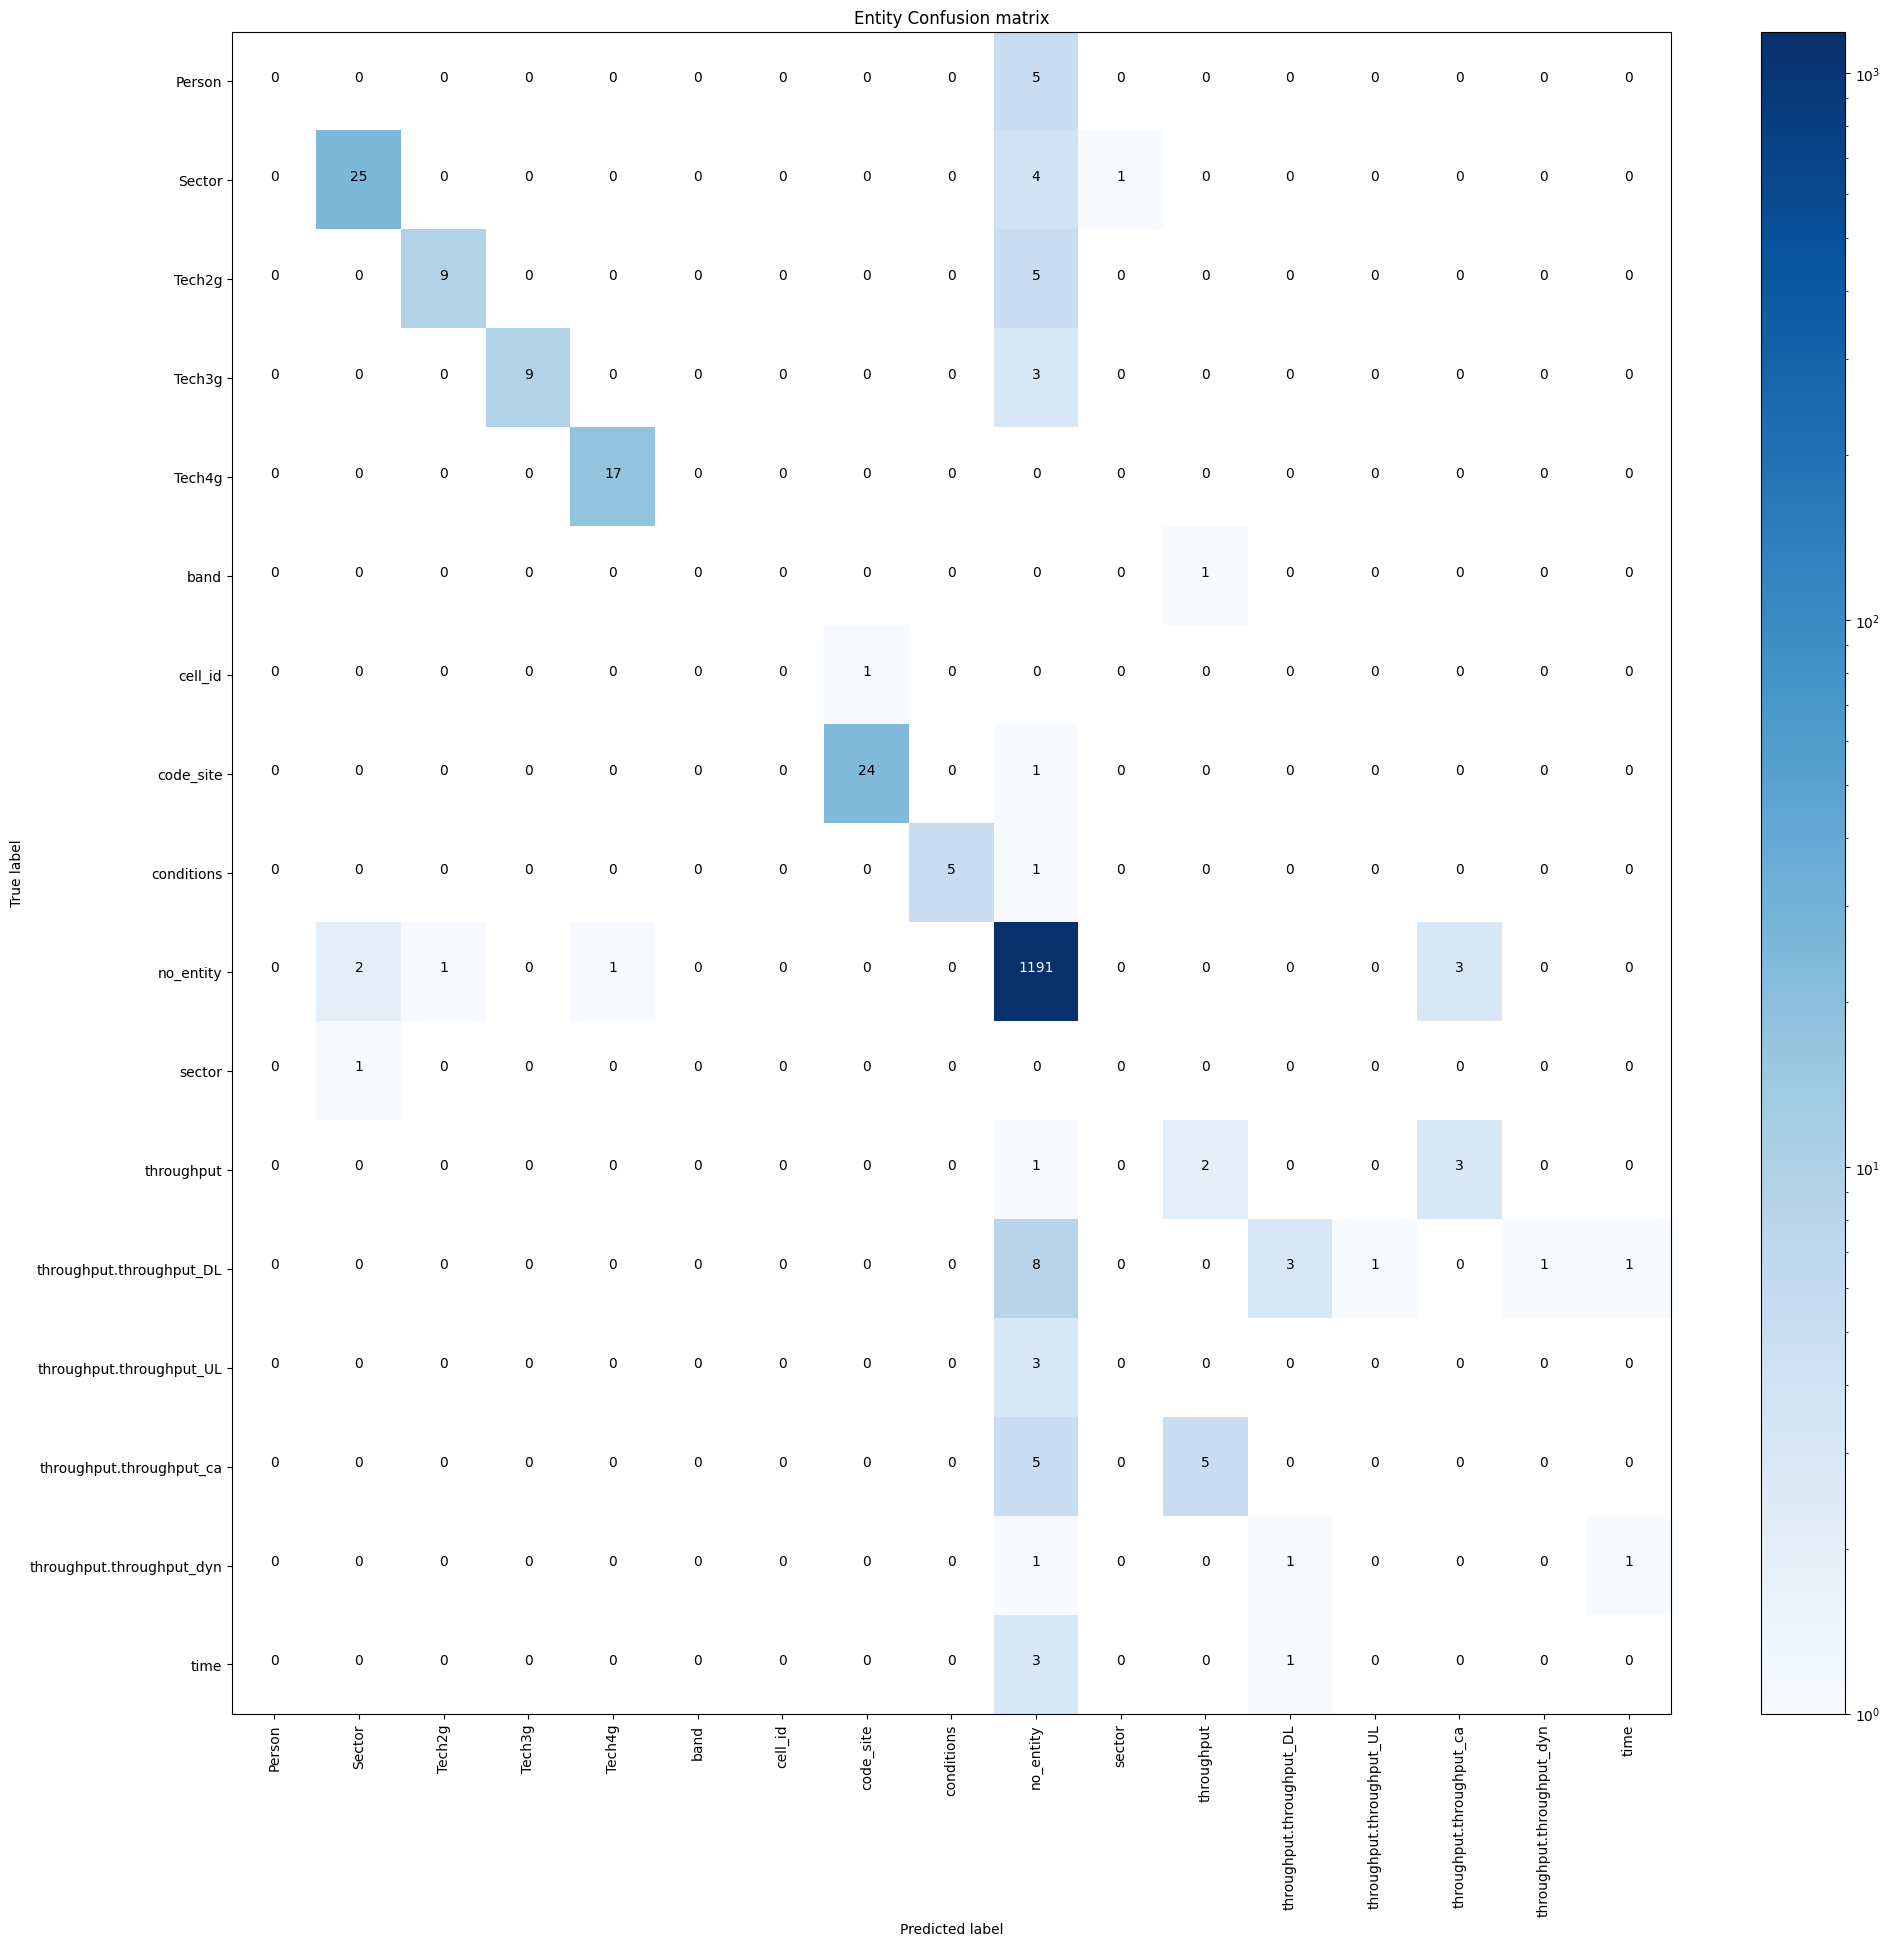 Entity Confusion matrix
Person 0 0 0 0 0 0 0 0 0 5 0 0 0 0 0 0 0
Sector 0 25 0 0 0 0 0 0 0 4 1 0 0 0 0 0 0
Tech2g 0 0 9 0 0 0 0 0 0 5 0 0 0 0 0 0 0
Tech3g 0 0 0 9 0 0 0 0 0 3 0 0 0 0 0 0 0
Tech4g 0 0 0 0 17 0 0 0 0 0 0 0 0 0 0 0 0
band 0 0 0 0 0 0 0 0 0 0 0 1 0 0 0 0 0
cell_id 0 0 0 0 0 0 0 1 0 0 0 0 0 0 0 0 0
code_site 0 0 0 0 0 0 0 24 0 1 0 0 0 0 0 0 0
conditions 0 0 0 0 0 0 0 0 5 1 0 0 0 0 0 0 0
no_entity 0 2 1 0 1 0 0 0 0 1191 0 0 0 0 3 0 0
sector 0 1 0 0 0 0 0 0 0 0 0 0 0 0 0 0 0
throughput 0 0 0 0 0 0 0 0 0 1 0 2 0 0 3 0 0
throughput.throughput_DL 0 0 0 0 0 0 0 0 0 8 0 0 3 1 0 1 1
throughput.throughput_UL 0 0 0 0 0 0 0 0 0 3 0 0 0 0 0 0 0
throughput.throughput_ca 0 0 0 0 0 0 0 0 0 5 0 5 0 0 0 0 0
throughput.throughput_dyn 0 0 0 0 0 0 0 0 0 1 0 0 1 0 0 0 1
time 0 0 0 0 0 0 0 0 0 3 0 0 1 0 0 0 0
True label
Person
Sector
Tech2g
Tech3g
Tech4g
band
cell_id
code_site
conditions
no_entity
sector
throughput
throughput.throughput_DL
throughput.throughput_UL
throughput.throughput_ca
throughput.throughput_dyn
time
Predicted label
10³
10²
10¹
10⁰